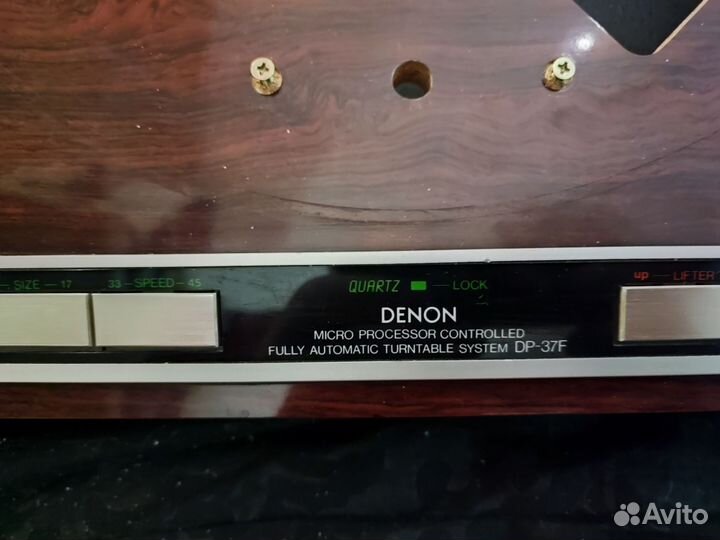 SIZE - 17 33 - SPEED - 45 QUARTZ LOCK up LIFTER
DENON
MICRO PROCESSOR CONTROLLED
FULLY AUTOMATIC TURNTABLE SYSTEM DP-37F
Avito